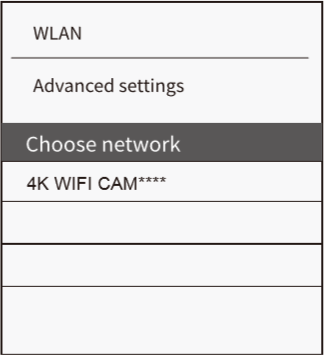 WLAN
Advanced settings
Choose network
4K WIFI CAM****